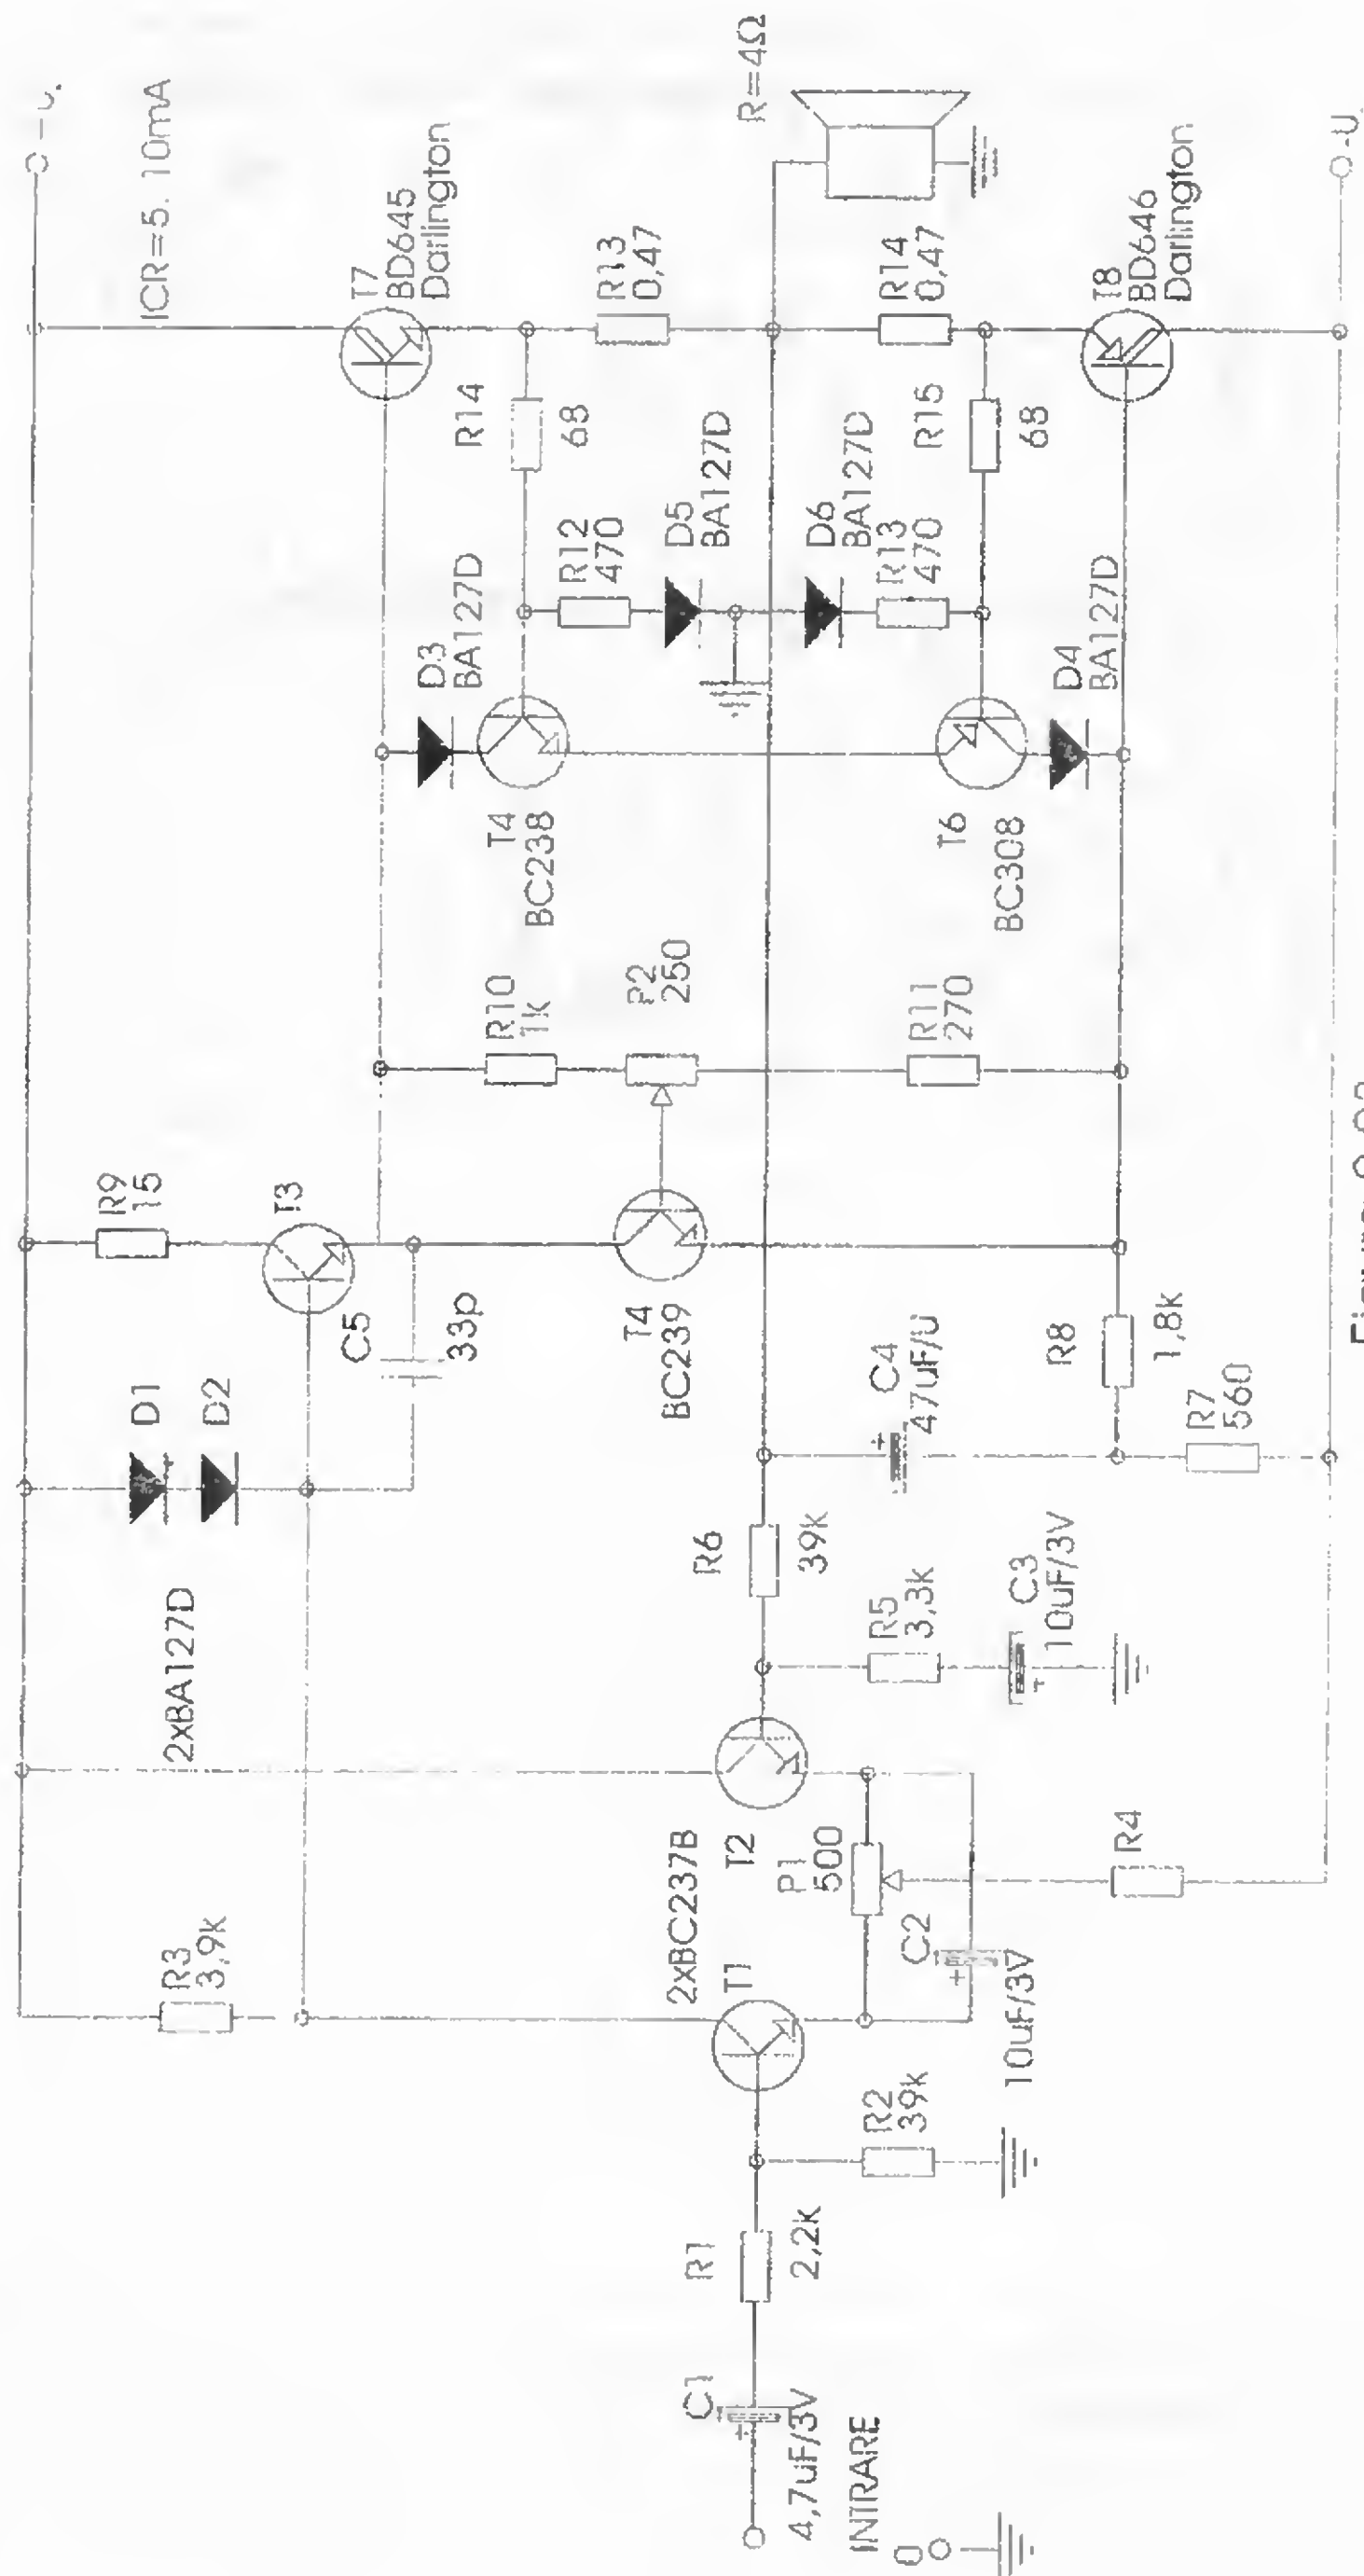 O-U.
ICR=5. 10mA
T7
BD645
Darlington
R13
0,47
R=4Ω
R14
0,47
T8
BD646
Darlington
O-U.
R14
68
R15
68
D3
BA127D
R12
470
D5
BA127D
D6
BA127D
R13
470
D4
BA127D
T4
BC238
T6
BC308
R10
1k
P2
250
R11
270
R9
15
T3
C5
33p
T4
BC239
C4
47uF/U
R8
1,8k
R7
560
D1
D2
2xBA127D
R6
39k
R5
3,3k
C3
10uF/3V
2xBC237B
T2
P1
500
R4
R3
3,9k
T1
C2
10uF/3V
R2
39k
R1
2,2k
C1
4,7uF/3V
INTRARE
0